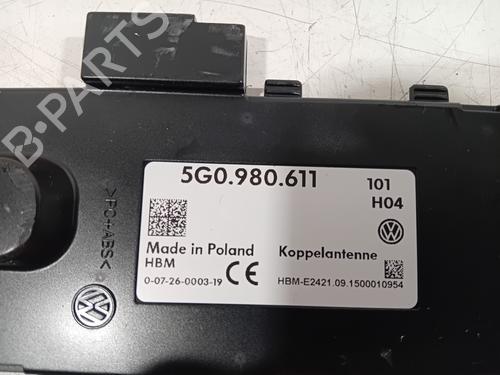 B-PARTS
>PC+ABS<
5G0.980.611
101
H04
Made in Poland
HBM
Koppelantenne
0-07-26-0003-19
CE
HBM-E2421.09.1500010954